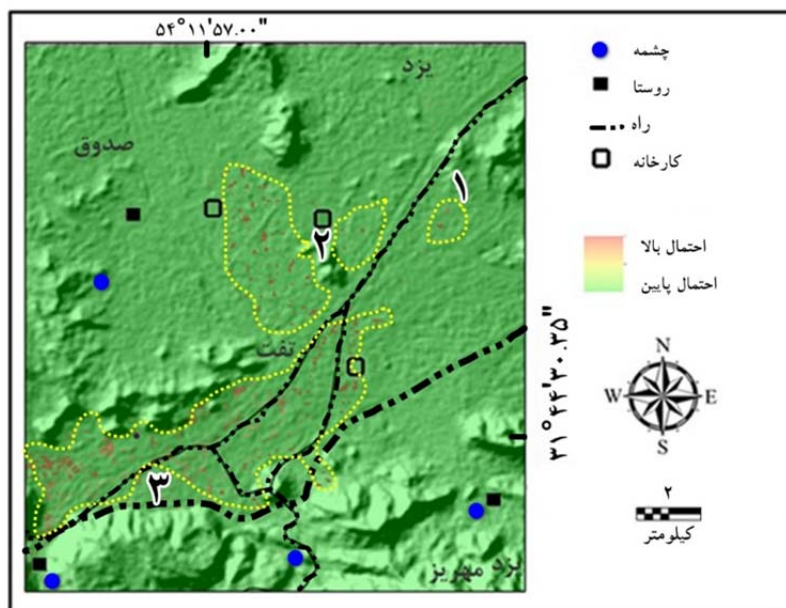 ۵۴°۱۱'۵۷.۰۰"
یزد
صدوق
۱
۲
تفت
۳
یزد
مهریز
۳۱°۴۴'۳۰.۳۵"
چشمه
روستا
راه
کارخانه
احتمال بالا
احتمال پایین
N
W E
S
۲
کیلومتر